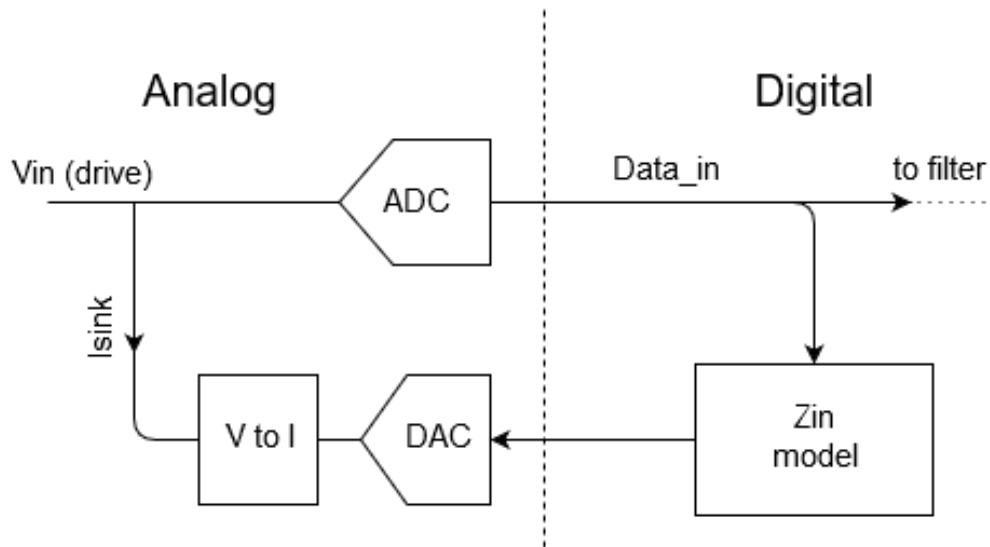 Analog
Digital
Vin (drive)
ADC
Data_in
to filter
Isink
V to I
DAC
Zin
model